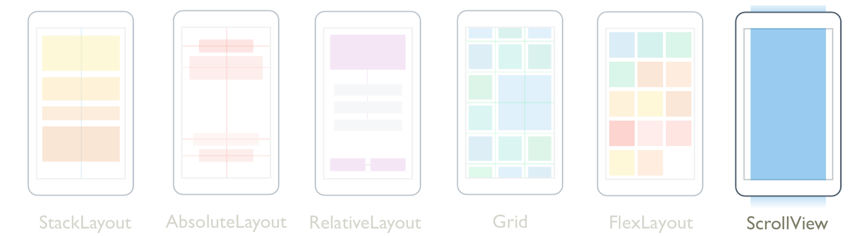 StackLayout
AbsoluteLayout
RelativeLayout
Grid
FlexLayout
ScrollView